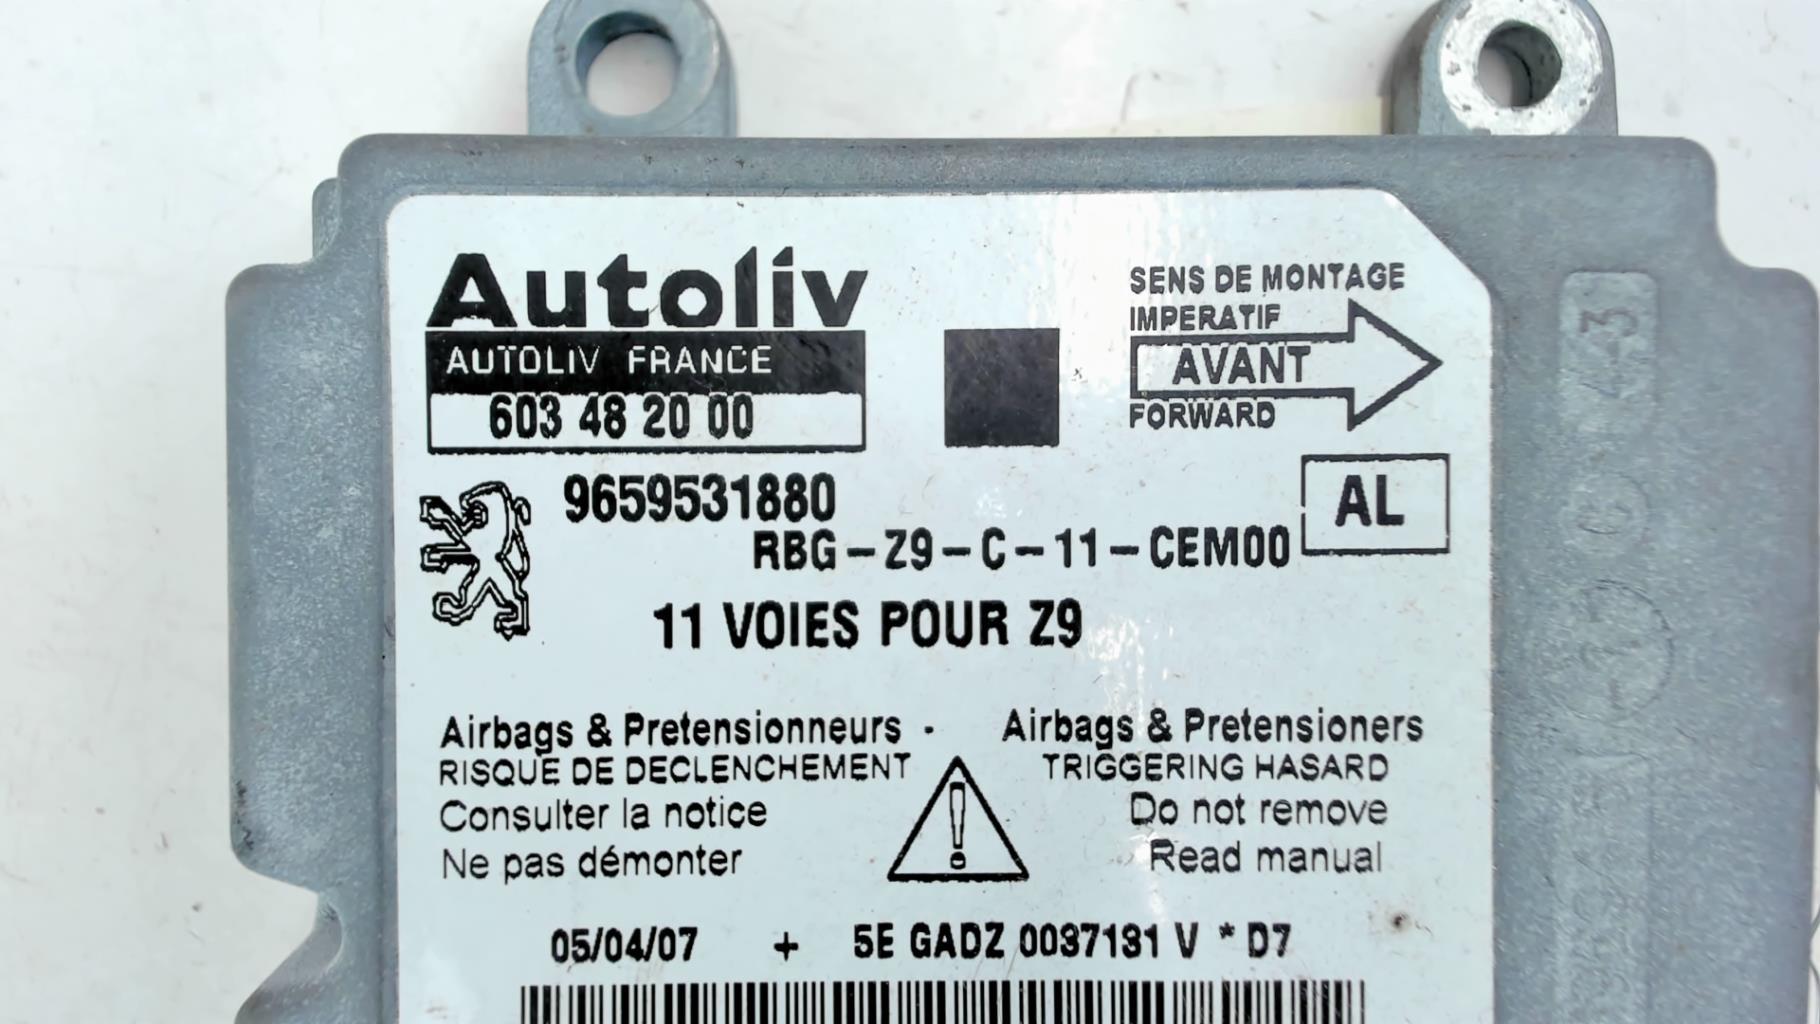 Autoliv
AUTOLIV FRANCE
603 48 20 00
SENS DE MONTAGE
IMPERATIF
AVANT
FORWARD
9659531880
AL
RBG-Z9-C-11-CEM00
11 VOIES POUR Z9
Airbags & Pretensionneurs -
RISQUE DE DECLENCHEMENT
Consulter la notice
Ne pas démonter
Airbags & Pretensioners
TRIGGERING HASARD
Do not remove
Read manual
05/04/07 + 5E GADZ 0037131 V * D7